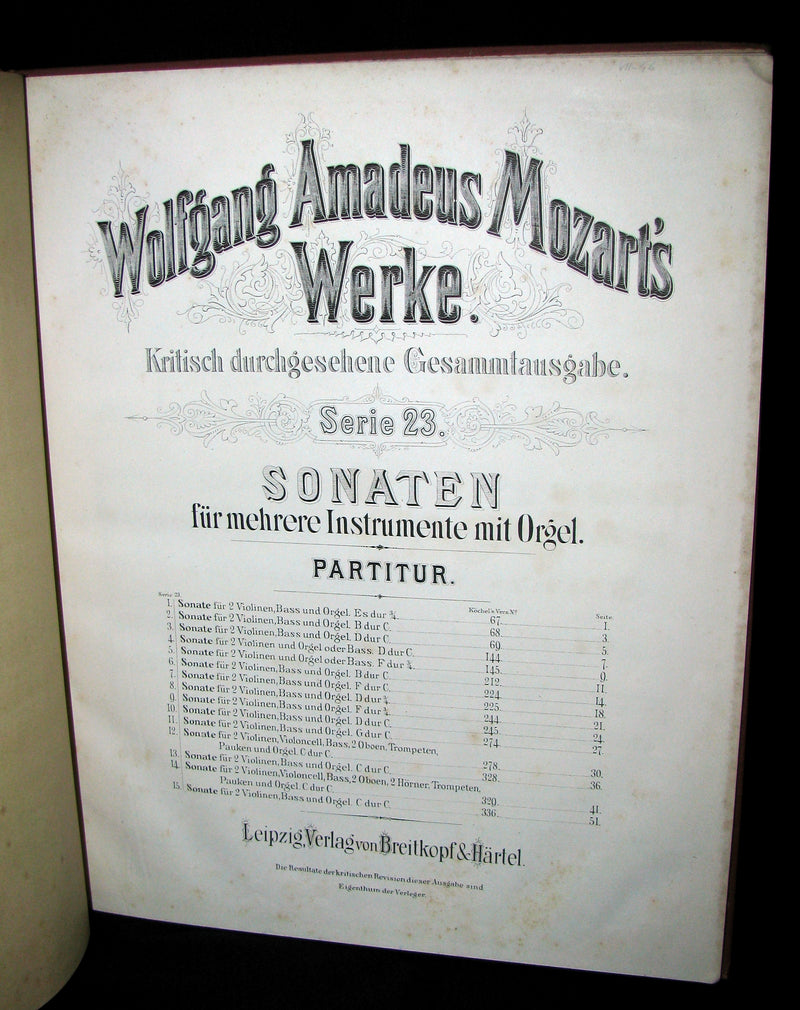 Wolfgang Amadeus Mozart's
Werke.
Kritisch durchgesehene Gesammtausgabe.
Serie 23.
SONATEN
für mehrere Instrumente mit Orgel.
PARTITUR.
Serie 23. Köchel's Verz. Nº Seite
1. Sonate für 2 Violinen, Bass und Orgel. Es dur 3/4. 67. 1.
2. Sonate für 2 Violinen, Bass und Orgel. B dur C. 68. 3.
3. Sonate für 2 Violinen, Bass und Orgel. D dur C. 69. 5.
4. Sonate für 2 Violinen und Orgel oder Bass. D dur C. 144. 7.
5. Sonate für 2 Violinen und Orgel oder Bass. F dur 3/4. 145. 9.
6. Sonate für 2 Violinen, Bass und Orgel. B dur C. 212. 11.
7. Sonate für 2 Violinen, Bass und Orgel. F dur C. 224. 14.
8. Sonate für 2 Violinen, Bass und Orgel. D dur 3/4. 225. 18.
9. Sonate für 2 Violinen, Bass und Orgel. F dur 3/4. 244. 21.
10. Sonate für 2 Violinen, Bass und Orgel. D dur C. 245. 24.
11. Sonate für 2 Violinen, Bass und Orgel. G dur C. 274. 27.
12. Sonate für 2 Violinen, Violoncell, Bass, 2 Oboen, Trompeten,
Pauken und Orgel. C dur C. 278. 30.
13. Sonate für 2 Violinen, Bass und Orgel. C dur C. 328. 36.
14. Sonate für 2 Violinen, Violoncell, Bass, 2 Oboen, 2 Hörner, Trompeten,
Pauken und Orgel. C dur C. 329. 41.
15. Sonate für 2 Violinen, Bass und Orgel. C dur C. 336. 51.
Leipzig, Verlag von Breitkopf & Härtel.
Die Resultate der kritischen Revision dieser Ausgabe sind
Eigenthum der Verleger.